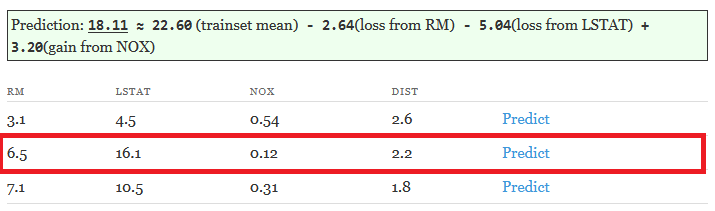 Prediction: 18.11 ≈ 22.60 (trainset mean) - 2.64(loss from RM) - 5.04(loss from LSTAT) +
3.20(gain from NOX)
RM LSTAT NOX DIST
3.1 4.5 0.54 2.6 Predict
6.5 16.1 0.12 2.2 Predict
7.1 10.5 0.31 1.8 Predict